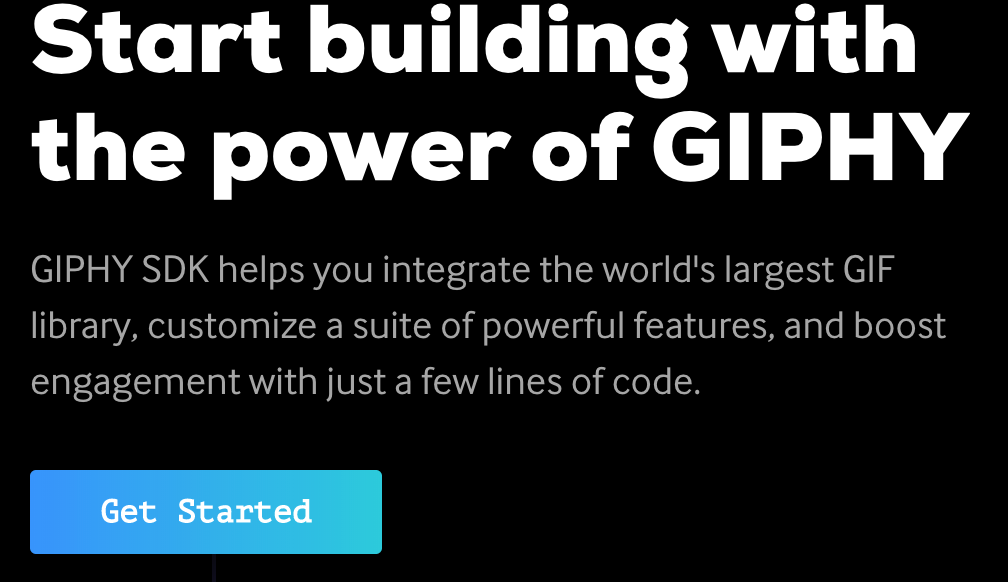 Start building with
the power of GIPHY
GIPHY SDK helps you integrate the world's largest GIF
library, customize a suite of powerful features, and boost
engagement with just a few lines of code.
Get Started